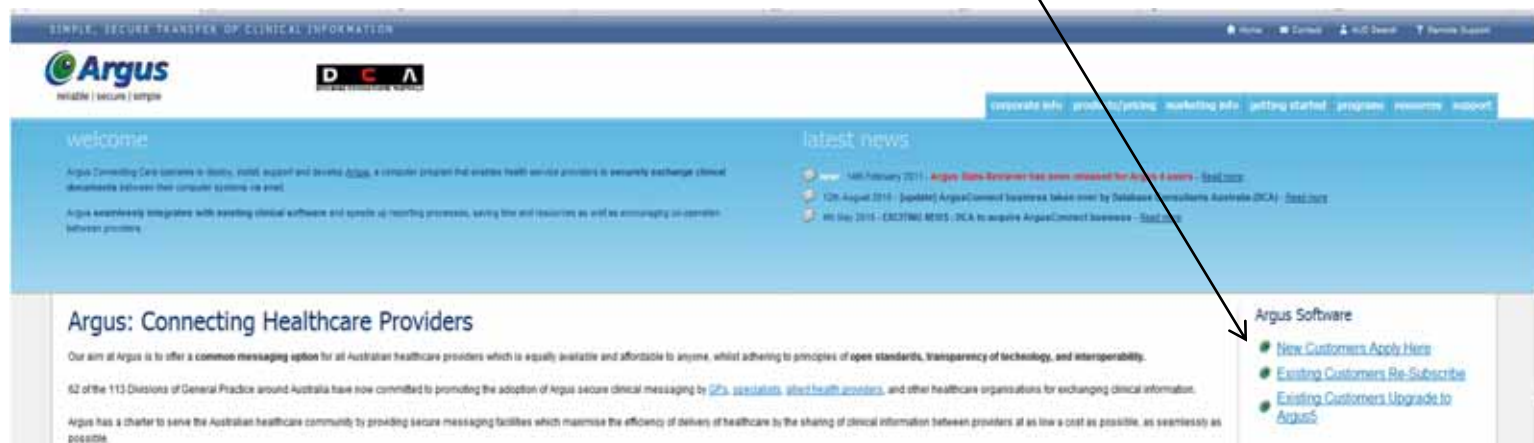 SIMPLE, SECURE TRANSFER OF CLINICAL INFORMATION
Home Contact AUD Search ? Remote Support
Argus
reliable | secure | simple
DCA
corporate info products/pricing marketing info getting started programs resources support
welcome
Argus Connecting Care operates to deploy, install, support and develop Argus, a computer program that enables health service providers to securely exchange clinical
documents between their computer systems via email.
Argus seamlessly integrates with existing clinical software and speeds up reporting processes, saving time and resources as well as encouraging co-operation
between providers.
latest news
14th February 2011 - Argus State Retriever has been released for Argus 5 users - Read more
12th August 2010 - [update] ArgusConnect business taken over by Database Consultants Australia (DCA) - Read more
4th May 2010 - EXCITING NEWS : DCA to acquire ArgusConnect business - Read more
Argus: Connecting Healthcare Providers
Our aim at Argus is to offer a common messaging option for all Australian healthcare providers which is equally available and affordable to anyone, whilst adhering to principles of open standards, transparency of technology, and interoperability.
62 of the 113 Divisions of General Practice around Australia have now committed to promoting the adoption of Argus secure clinical messaging by GPs, specialists, allied health providers, and other healthcare organisations for exchanging clinical information.
Argus has a charter to serve the Australian healthcare community by providing secure messaging facilities which maximise the efficiency of delivery of healthcare by the sharing of clinical information between providers at as low a cost as possible, as seamlessly as
possible.
Argus Software
New Customers Apply Here
Existing Customers Re-Subscribe
Existing Customers Upgrade to
Argus5